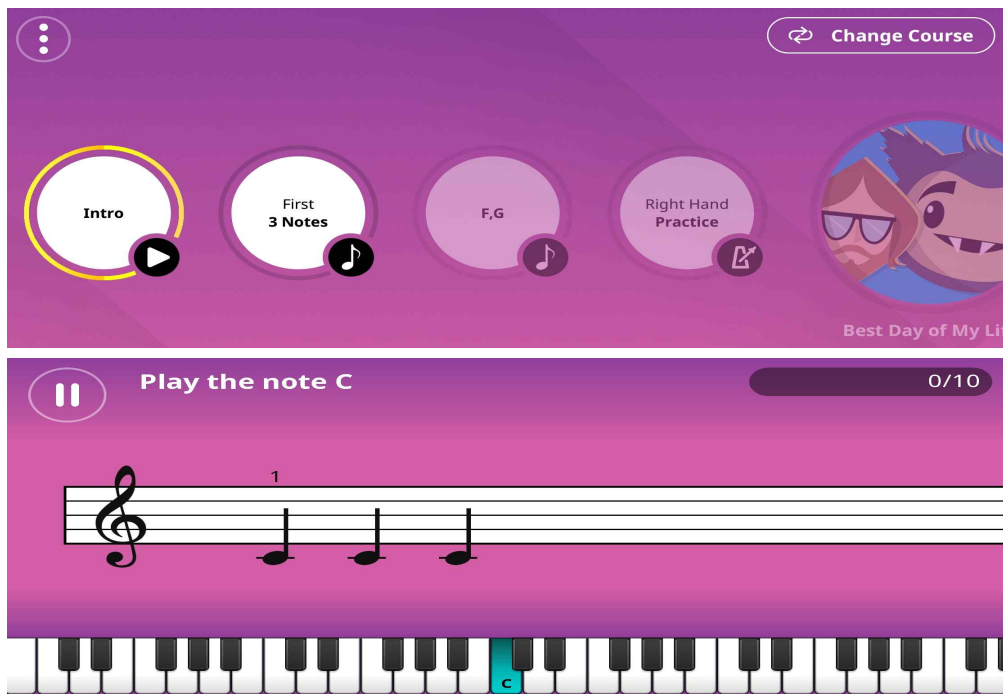 Change Course
Intro
First
3 Notes
F,G
Right Hand
Practice
Best Day of My
Play the note C
0/10
1
C